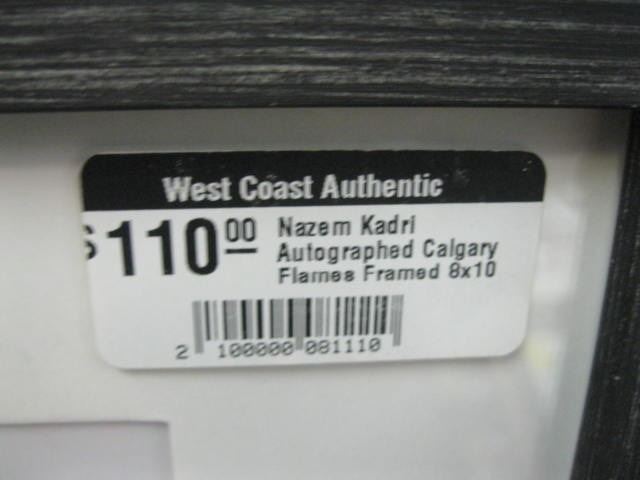 West Coast Authentic
$110.00
Nazem Kadri
Autographed Calgary
Flames Framed 8x10
2 100000 081110